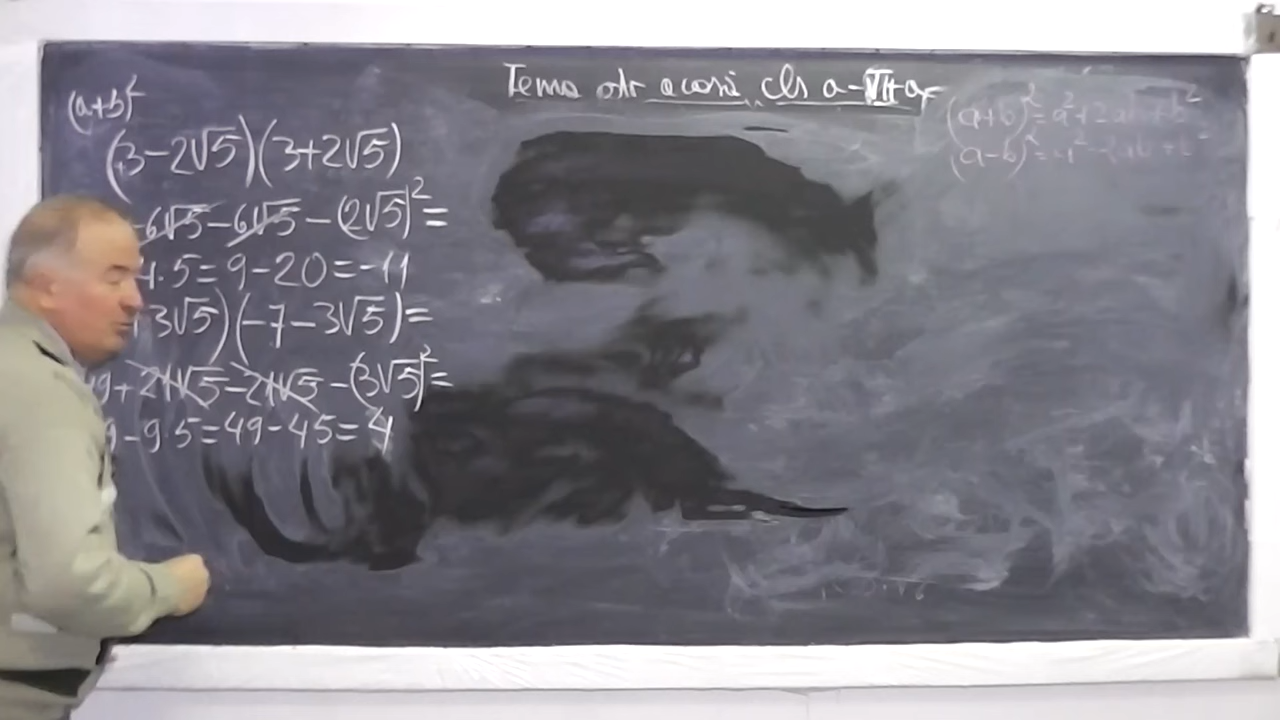 Tema
(a+b)²
(3-2√5)(3+2√5)
-6√5-6√5-(2√5)²=
4.5=9-20=-11
3√5)(-7-3√5)=
49+21√5-21√5-(3√5)²=
9-9.5=49-45=4
(a+b)²=a²+2ab+b²
(a-b)²=a²-2ab+b²